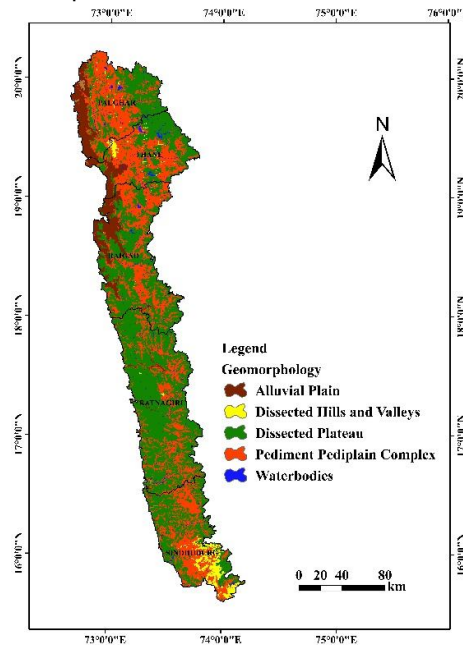 73°0'0"E 74°0'0"E 75°0'0"E 76°0'0"E
20°0'0"N
20°0'0"N
PALGHAR
N
THANE
19°0'0"N
19°0'0"N
RAIGAD
18°0'0"N
18°0'0"N
Legend
Geomorphology
Alluvial Plain
Dissected Hills and Valleys
RATNAGIRI
Dissected Plateau
Pediment Pediplain Complex
17°0'0"N
17°0'0"N
Waterbodies
SINDHUDURG
16°0'0"N
16°0'0"N
0 20 40 80
km
73°0'0"E 74°0'0"E 75°0'0"E 76°0'0"E